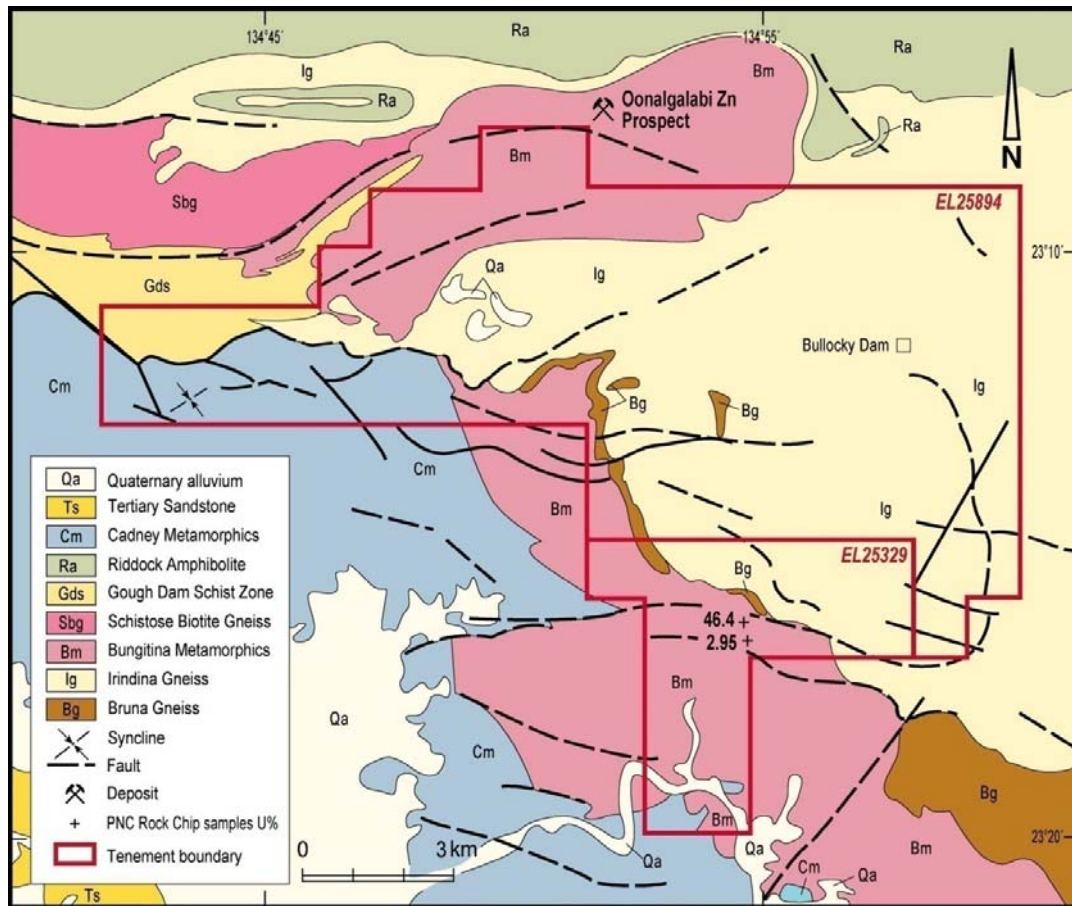 134°45'
Ra
134°55'
Ra
Ig
Bm
Ra
Oonalgalabi Zn
Prospect
Ra
Bm
N
Sbg
EL25894
23°10'
Qa
Ig
Gds
Bullocky Dam
Cm
Ig
Bg
Bg
Cm
Qa Quaternary alluvium
Ts Tertiary Sandstone
Cm Cadney Metamorphics
Ra Riddock Amphibolite
Gds Gough Dam Schist Zone
Sbg Schistose Biotite Gneiss
Bm Bungitina Metamorphics
Ig Irindina Gneiss
Bg Bruna Gneiss
Syncline
Fault
Deposit
+ PNC Rock Chip samples U%
Tenement boundary
0 3 km
Bm
Ig
EL25329
Bg
46.4 +
2.95 +
Bm
Qa
Cm
Bg
Bm
23°20'
Qa
Qa
Bm
Cm
Qa
Ts